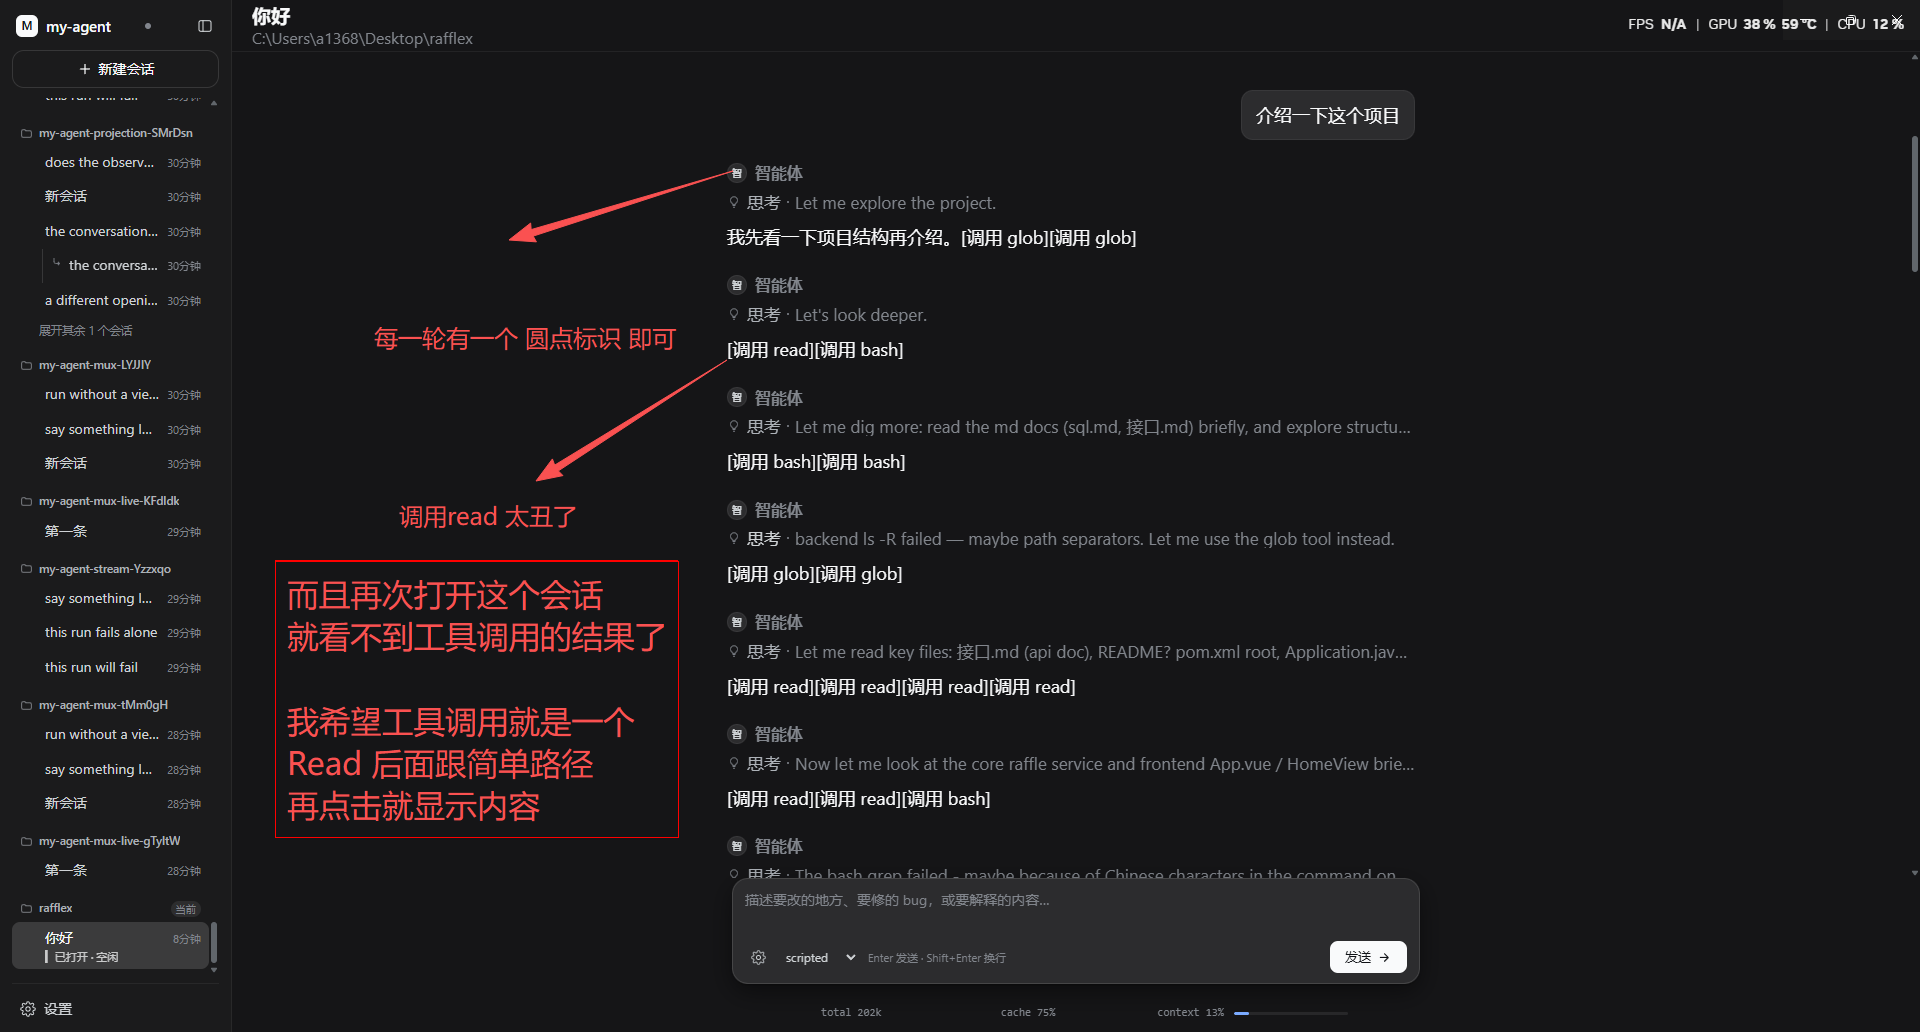 M my-agent
新建会话
my-agent-projection-SMrDsn
does the observ... 30分钟
新会话 30分钟
the conversation... 30分钟
the conversa... 30分钟
a different openi... 30分钟
展开其余 1 个会话
my-agent-mux-LYJJIY
run without a vie... 30分钟
say something l... 30分钟
新会话 30分钟
my-agent-mux-live-KFdldk
第一条 29分钟
my-agent-stream-Yzzxqo
say something l... 29分钟
this run fails alone 29分钟
this run will fail 29分钟
my-agent-mux-tMm0gH
run without a vie... 28分钟
say something l... 28分钟
新会话 28分钟
my-agent-mux-live-gTyltW
第一条 28分钟
rafflex 当前
你好 8分钟
已打开 · 空闲
设置
你好
C:\Users\a1368\Desktop\rafflex
FPS N/A | GPU 38 % 59 °C | CPU 12 %
介绍一下这个项目
智 智能体
思考 · Let me explore the project.
我先看一下项目结构再介绍。[调用 glob][调用 glob]
智 智能体
思考 · Let's look deeper.
[调用 read][调用 bash]
智 智能体
思考 · Let me dig more: read the md docs (sql.md, 接口.md) briefly, and explore structu...
[调用 bash][调用 bash]
智 智能体
思考 · backend ls -R failed — maybe path separators. Let me use the glob tool instead.
[调用 glob][调用 glob]
智 智能体
思考 · Let me read key files: 接口.md (api doc), README? pom.xml root, Application.jav...
[调用 read][调用 read][调用 read][调用 read]
智 智能体
思考 · Now let me look at the core raffle service and frontend App.vue / HomeView brie...
[调用 read][调用 read][调用 bash]
智 智能体
思考 · The bash grep failed - maybe because of Chinese characters in the command on
每一轮有一个 圆点标识 即可
调用read 太丑了
而且再次打开这个会话
就看不到工具调用的结果了
我希望工具调用就是一个
Read 后面跟简单路径
再点击就显示内容
描述要改的地方、要修的 bug，或要解释的内容...
scripted Enter 发送 · Shift+Enter 换行
发送
total 202k cache 75% context 13%